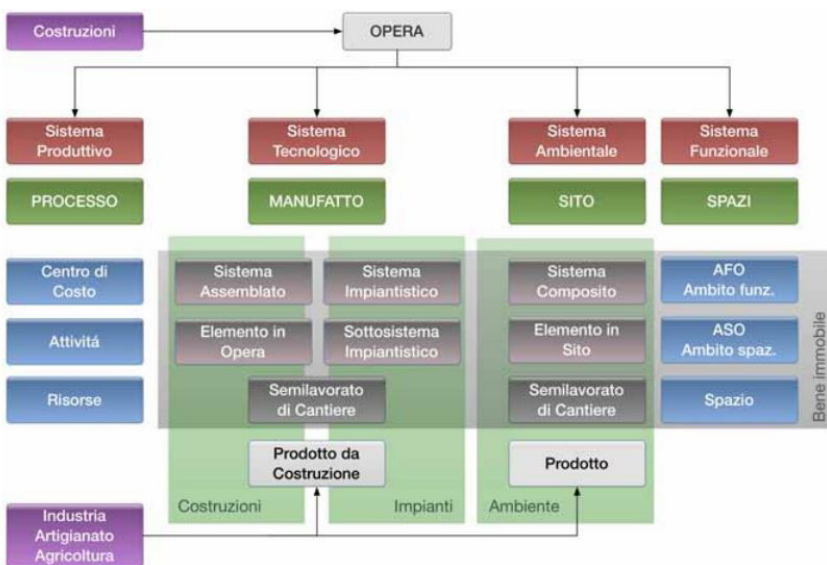 Costruzioni
OPERA
Sistema
Produttivo
Sistema
Tecnologico
Sistema
Ambientale
Sistema
Funzionale
PROCESSO
MANUFATTO
SITO
SPAZI
Centro di
Costo
Sistema
Assemblato
Sistema
Impiantistico
Sistema
Composito
AFO
Ambito funz.
Attivitá
Elemento in
Opera
Sottosistema
Impiantistico
Elemento in
Sito
ASO
Ambito spaz.
Risorse
Semilavorato
di Cantiere
Semilavorato
di Cantiere
Spazio
Bene immobile
Prodotto da
Costruzione
Prodotto
Costruzioni
Impianti
Ambiente
Industria
Artigianato
Agricoltura